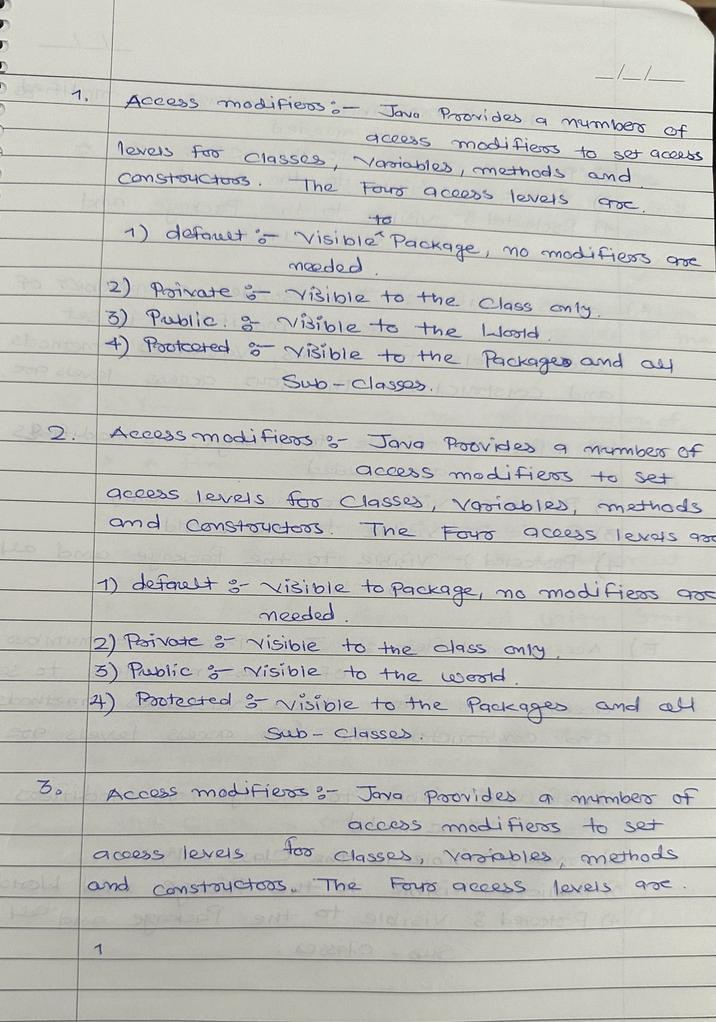 _/_/_
1. Access modifiers :- Java Provides a number of
access modifiers to set access
levels for classes, variables, methods and
constructors. The Four access levels are.
1) default :- Visible to Package, no modifiers are
needed.
2) Private :- Visible to the Class only.
3) Public :- Visible to the World.
4) Protcered :- Visible to the Packages and all
Sub-classes.
2. Access modifiers :- Java Provides a number of
access modifiers to set
access levels for Classes, Variables, methods
and constructors. The Four access levels are
1) default :- Visible to Package, no modifiers are
needed.
2) Private :- Visible to the class only.
3) Public :- Visible to the world.
4) Protected :- Visible to the Packages and all
Sub-classes.
3. Access modifiers :- Java Provides a number of
access modifiers to set
access levels for classes, variables, methods
and constructors. The Four access levels are.
1